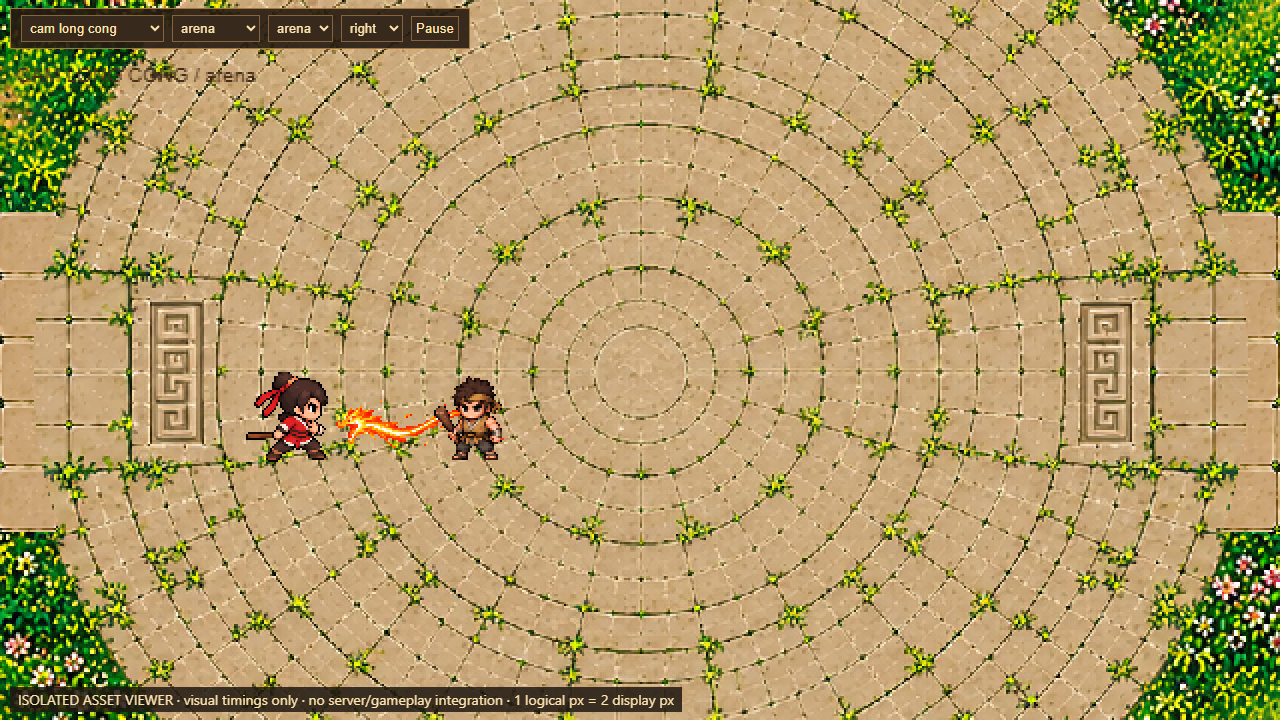 cam long cong arena arena right Pause
CONG / arena
ISOLATED ASSET VIEWER · visual timings only · no server/gameplay integration · 1 logical px = 2 display px